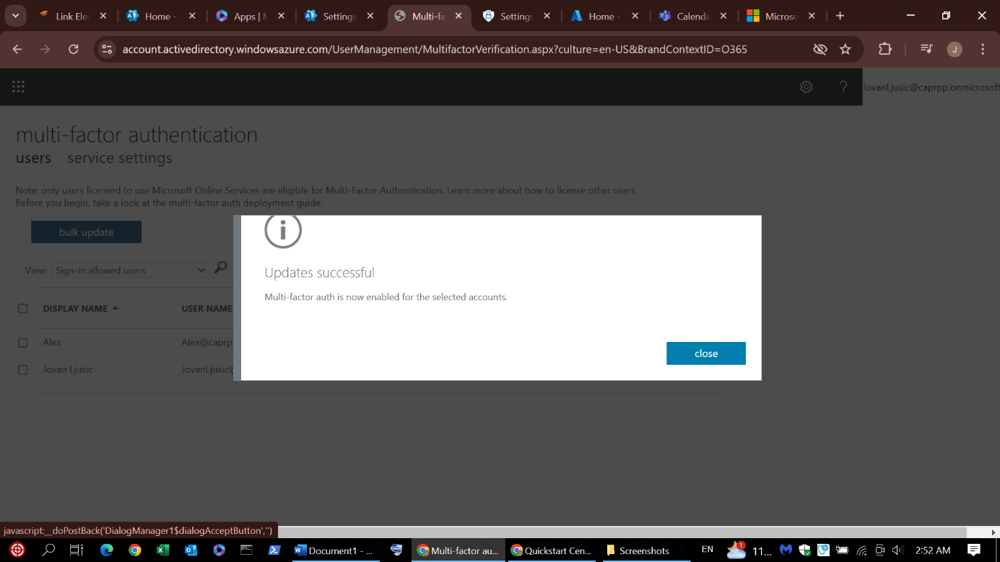 Link Ele
Home -
Apps | M
Settings
Multi-fa
Settings
Home -
Calenda
Microso
account.activedirectory.windowsazure.com/UserManagement/MultifactorVerification.aspx?culture=en-US&BrandContextID=O365
J
JovanLjusic@caprpp.onmicrosoft
multi-factor authentication
users service settings
Note: only users licensed to use Microsoft Online Services are eligible for Multi-Factor Authentication. Learn more about how to license other users.
Before you begin, take a look at the multi-factor auth deployment guide.
bulk update
View: Sign-in allowed users
Updates successful
Multi-factor auth is now enabled for the selected accounts.
close
DISPLAY NAME USER NAME
Alex Alex@caprp
Jovan Ljusic JovanLjusic@
javascript:__doPostBack('DialogManager1$dialogAcceptButton','')
Document1 - ...
Multi-factor au...
Quickstart Cen...
Screenshots
EN
1
11...
2:52 AM